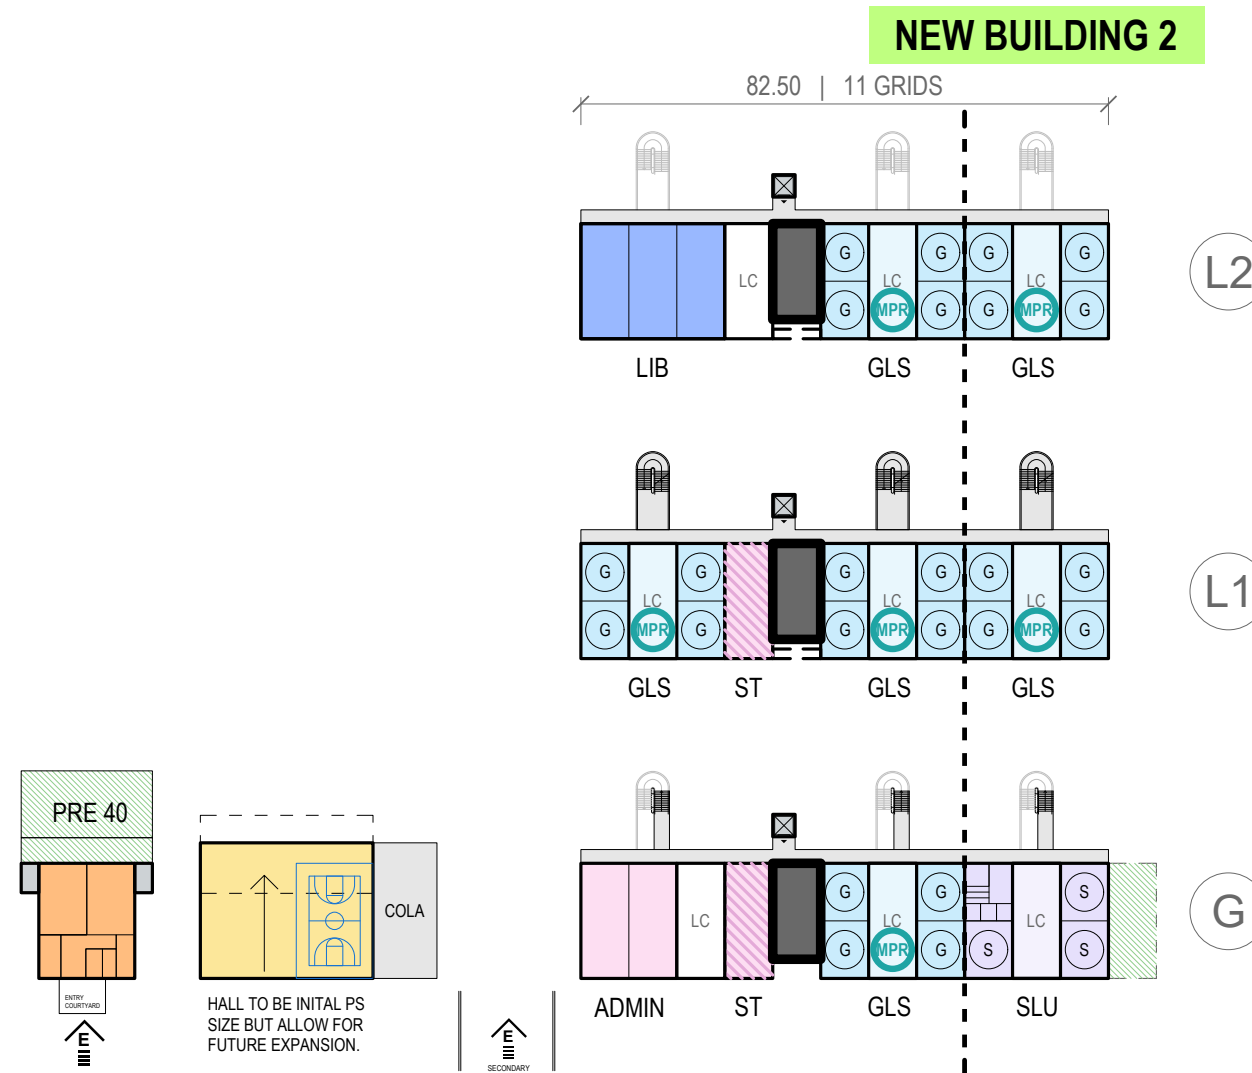 NEW BUILDING 2
82.50 | 11 GRIDS
LC
G G G G
LC LC
G MPR G G MPR G
L2
LIB GLS GLS
G G G G G G
LC LC LC
G MPR G G MPR G G MPR G
L1
GLS ST GLS GLS
PRE 40
G G S
LC LC LC
G MPR G S S
G
COLA
ENTRY
COURTYARD
E
HALL TO BE INITAL PS
SIZE BUT ALLOW FOR
FUTURE EXPANSION.
E
SECONDARY
ADMIN ST GLS SLU